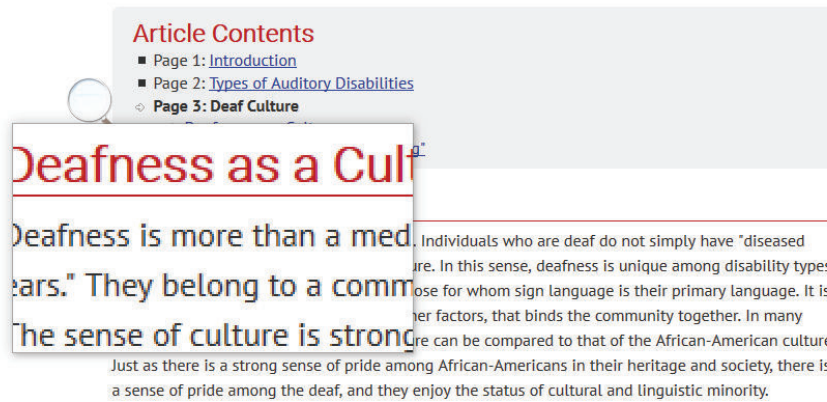 Article Contents
Page 1: Introduction
Page 2: Types of Auditory Disabilities
Page 3: Deaf Culture
g"
Deafness as a Cult
Deafness is more than a med. Individuals who are deaf do not simply have "diseased
ears." They belong to a comm ure. In this sense, deafness is unique among disability types
ose for whom sign language is their primary language. It is
The sense of culture is strong her factors, that binds the community together. In many
re can be compared to that of the African-American culture
Just as there is a strong sense of pride among African-Americans in their heritage and society, there is
a sense of pride among the deaf, and they enjoy the status of cultural and linguistic minority.